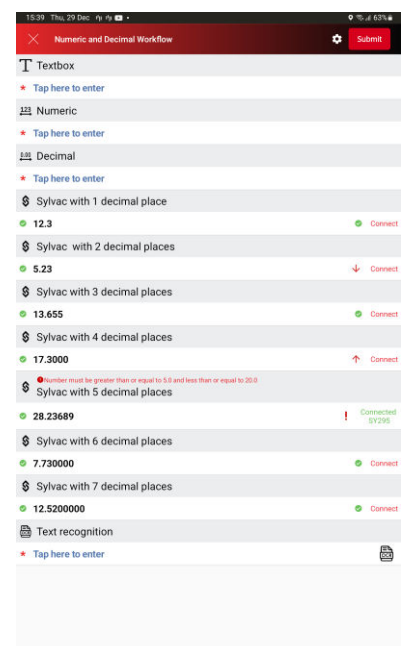 15:39 Thu, 29 Dec 63%
Numeric and Decimal Workflow Submit
T Textbox
* Tap here to enter
123 Numeric
* Tap here to enter
0.00 Decimal
* Tap here to enter
Sylvac with 1 decimal place
12.3 Connect
Sylvac with 2 decimal places
5.23 Connect
Sylvac with 3 decimal places
13.655 Connect
Sylvac with 4 decimal places
17.3000 Connect
Number must be greater than or equal to 5.0 and less than or equal to 20.0
Sylvac with 5 decimal places
28.23689 ! Connected
SY295
Sylvac with 6 decimal places
7.730000 Connect
Sylvac with 7 decimal places
12.5200000 Connect
Text recognition
* Tap here to enter